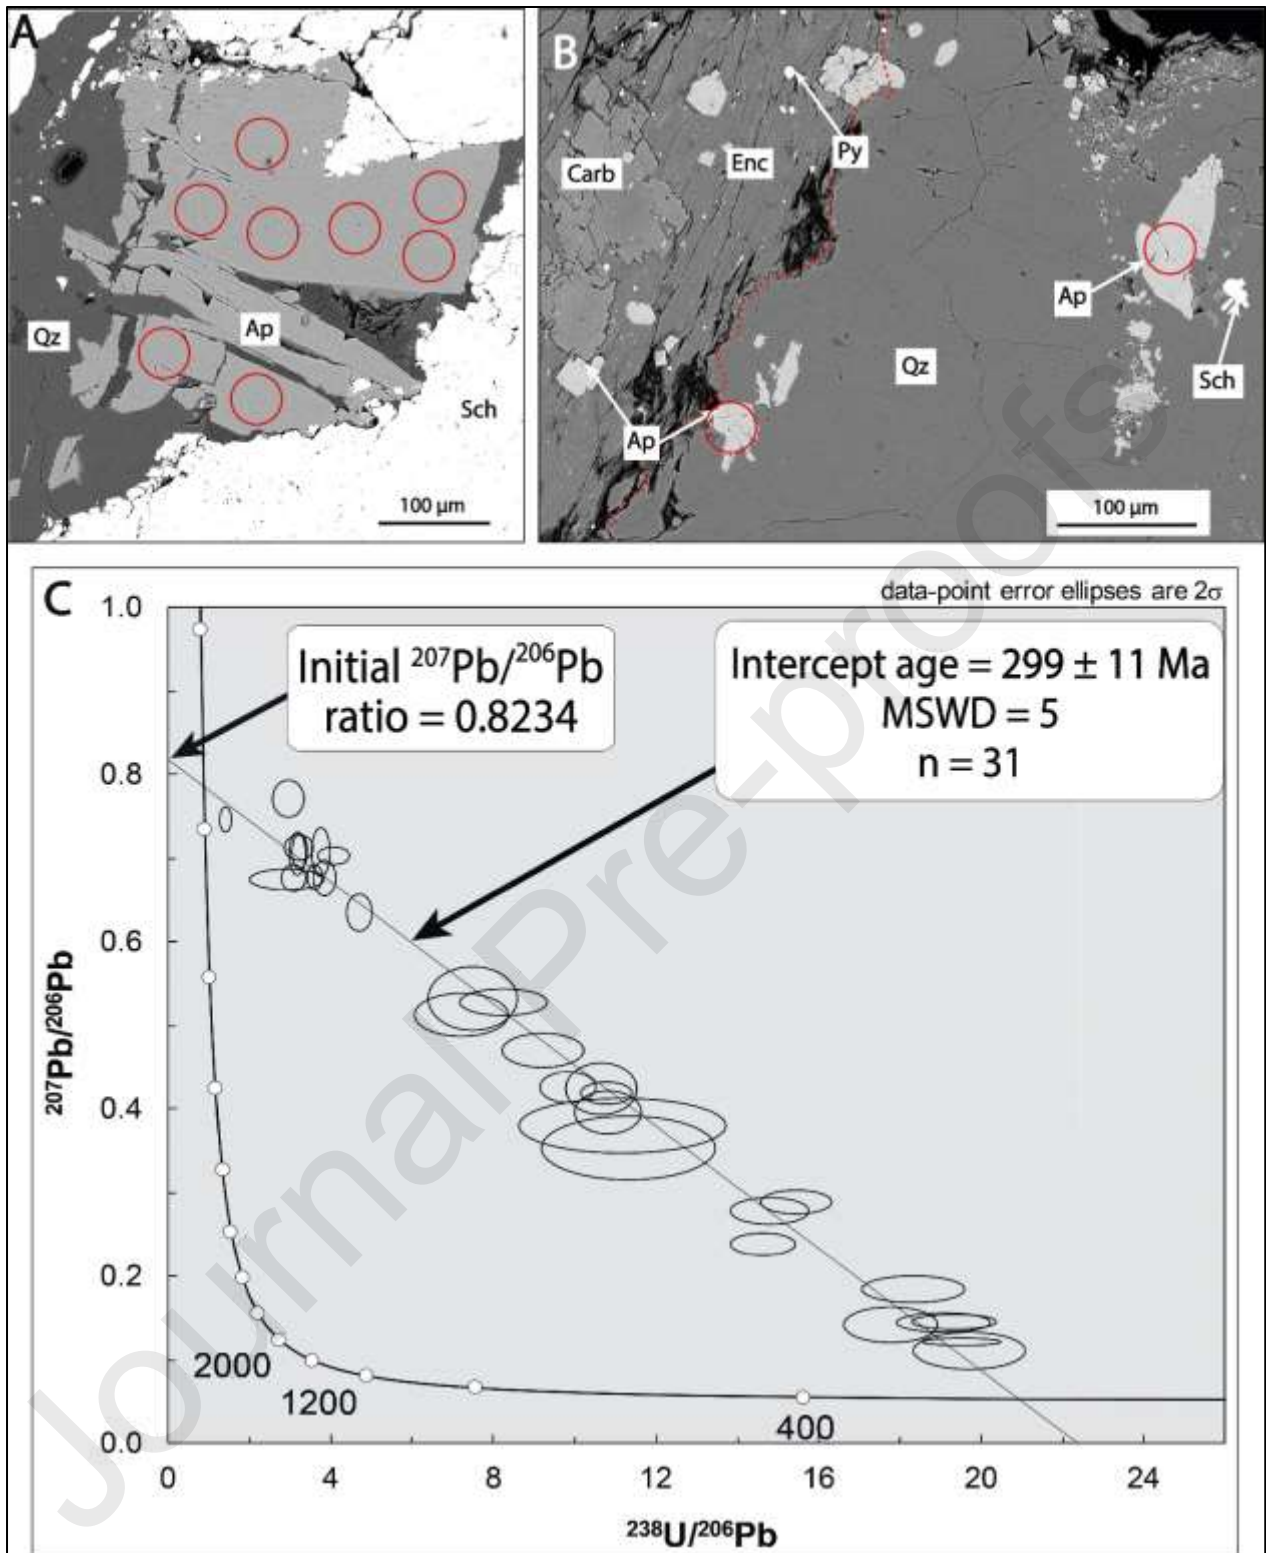 A
Qz
Ap
Sch
100 µm
B
Carb
Enc
Py
Ap
Qz
Ap
Sch
100 µm
C
data-point error ellipses are 2σ
Initial ²⁰⁷Pb/²⁰⁶Pb
ratio = 0.8234
Intercept age = 299 ± 11 Ma
MSWD = 5
n = 31
1.0
0.8
0.6
0.4
0.2
0.0
²⁰⁷Pb/²⁰⁶Pb
2000
1200
400
0 4 8 12 16 20 24
²³⁸U/²⁰⁶Pb
Journal Pre-proofs